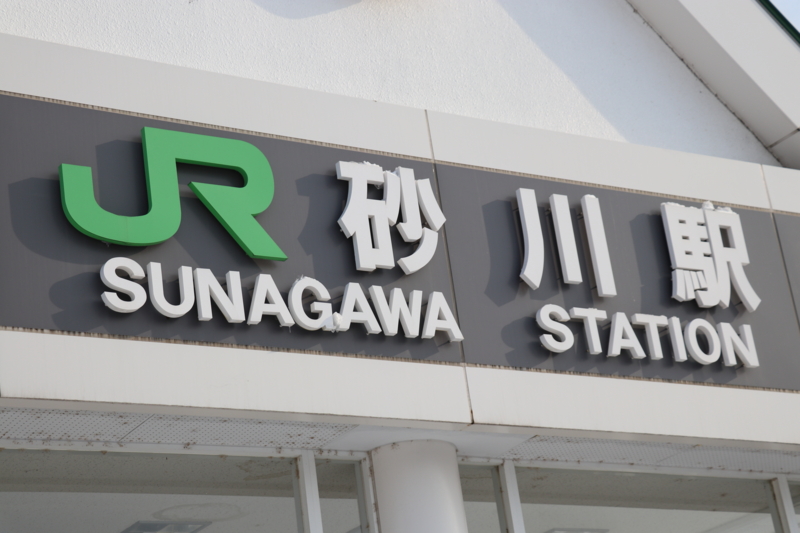 JR 砂川駅
SUNAGAWA STATION